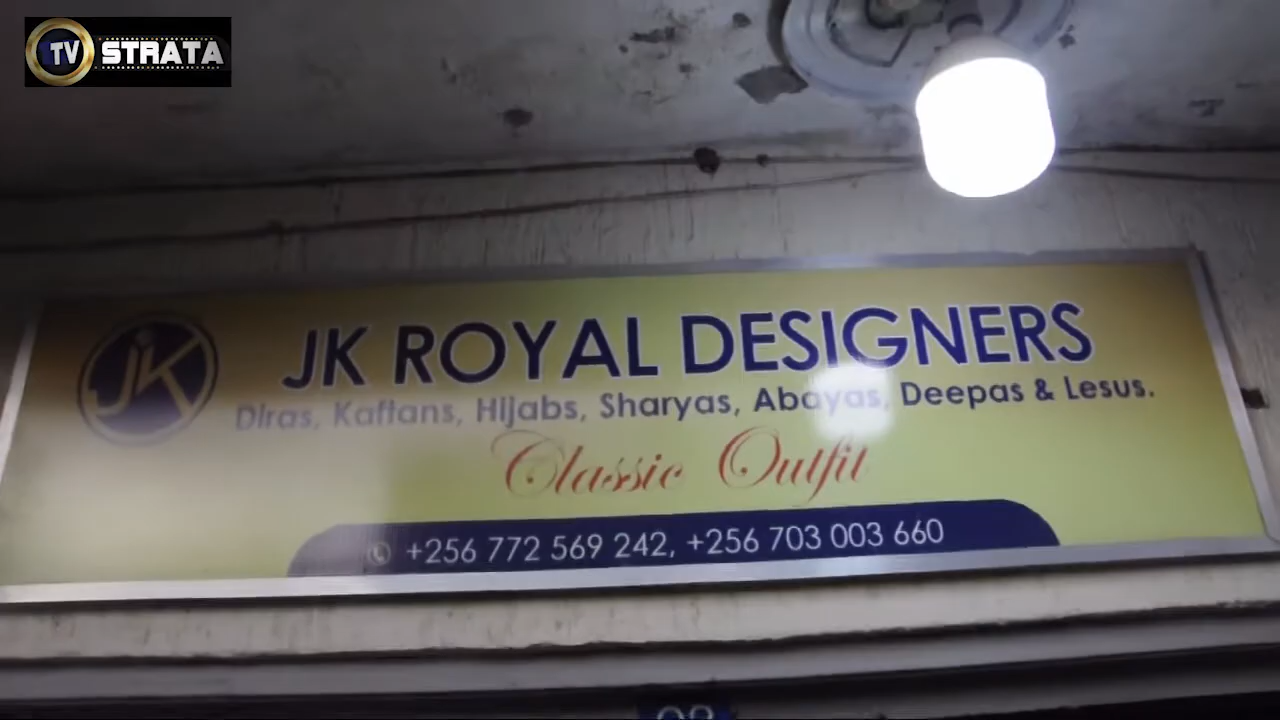 TV STRATA
JK
JK ROYAL DESIGNERS
Diras, Kaftans, Hijabs, Sharyas, Abayas, Deepas & Lesus.
Classic Outfit
+256 772 569 242, +256 703 003 660